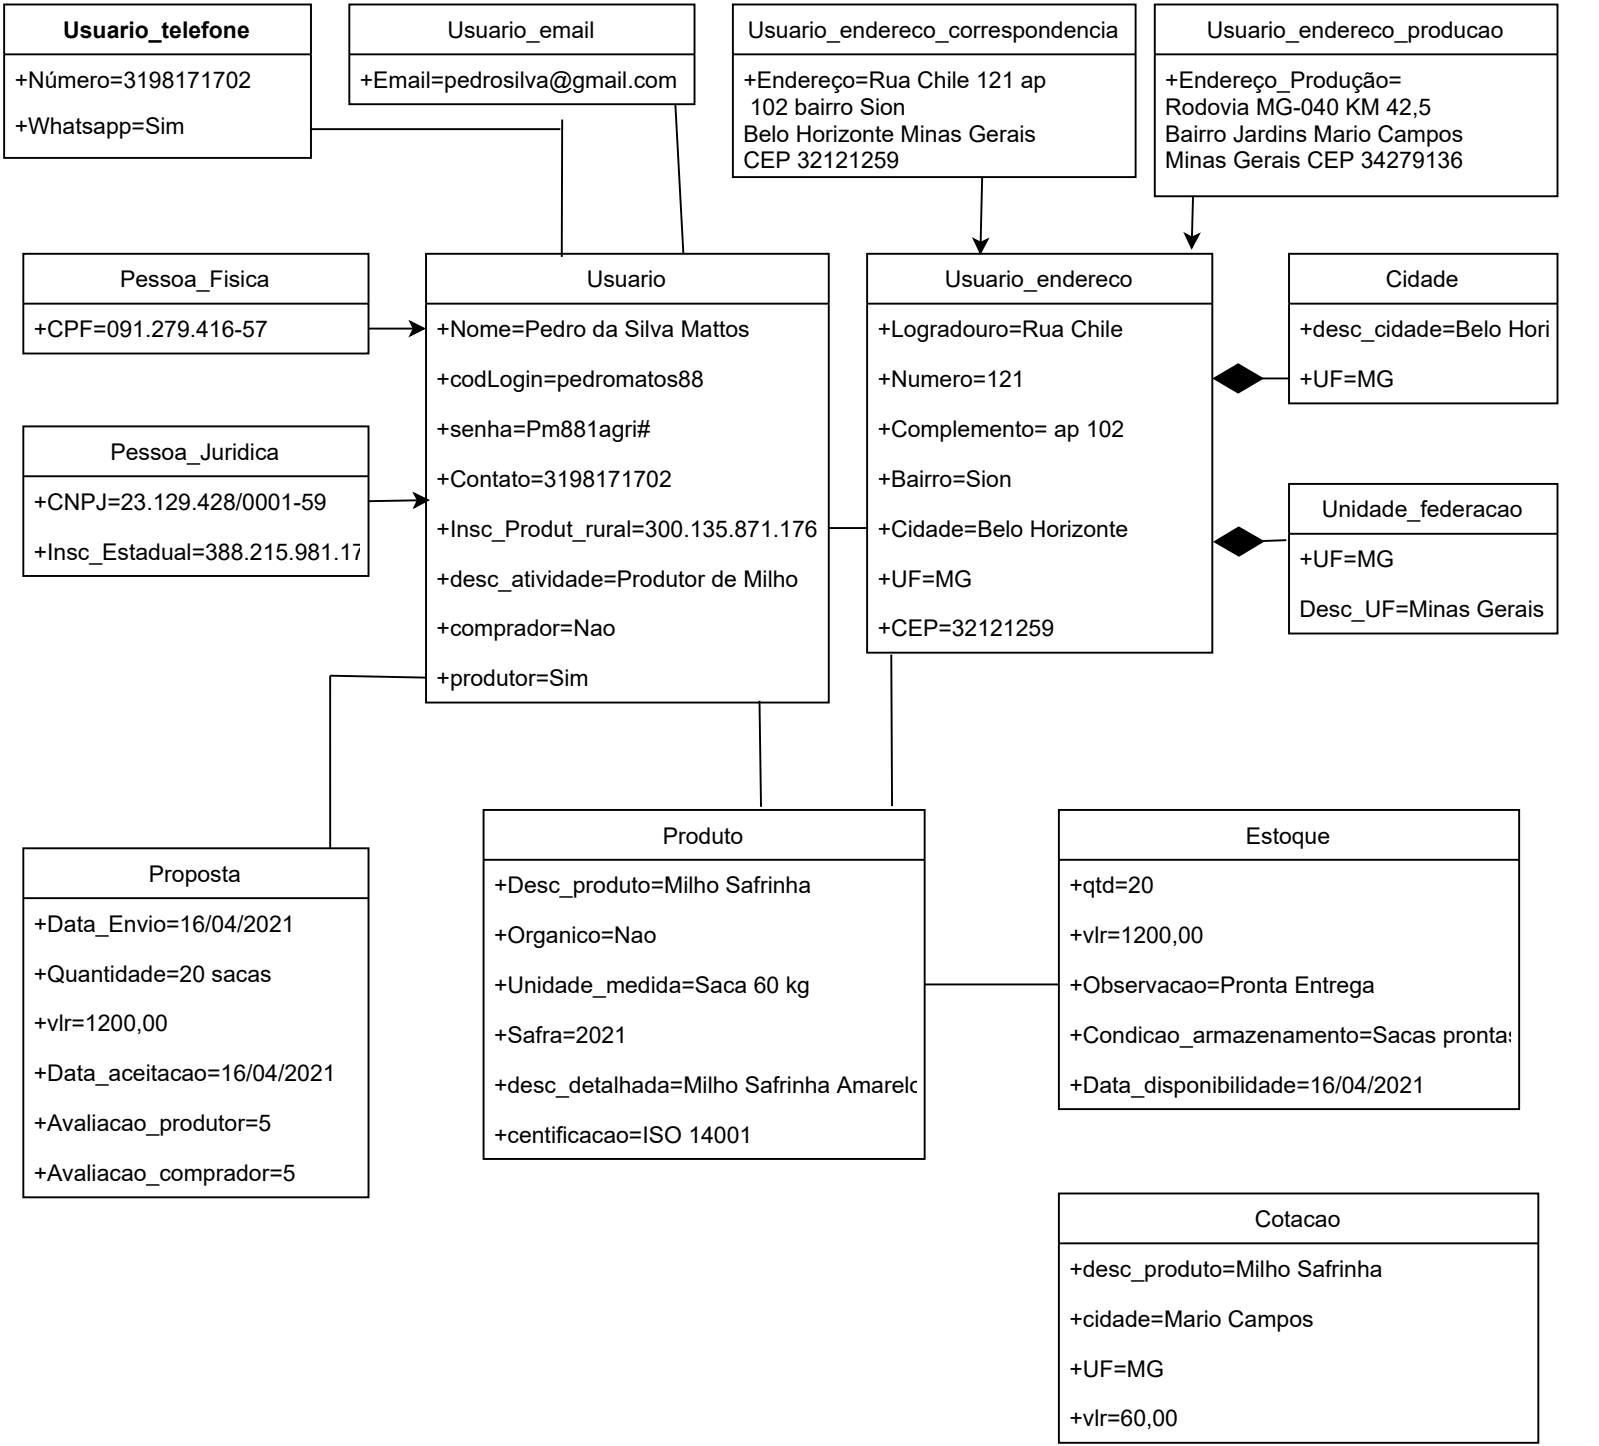 Usuario_telefone
+Número=3198171702
+Whatsapp=Sim
Usuario_email
+Email=pedrosilva@gmail.com
Usuario_endereco_correspondencia
+Endereço=Rua Chile 121 ap
102 bairro Sion
Belo Horizonte Minas Gerais
CEP 32121259
Usuario_endereco_producao
+Endereço_Produção=
Rodovia MG-040 KM 42,5
Bairro Jardins Mario Campos
Minas Gerais CEP 34279136
Pessoa_Fisica
+CPF=091.279.416-57
Pessoa_Juridica
+CNPJ=23.129.428/0001-59
+Insc_Estadual=388.215.981.17
Usuario
+Nome=Pedro da Silva Mattos
+codLogin=pedromatos88
+senha=Pm881agri#
+Contato=3198171702
+Insc_Produt_rural=300.135.871.176
+desc_atividade=Produtor de Milho
+comprador=Nao
+produtor=Sim
Usuario_endereco
+Logradouro=Rua Chile
+Numero=121
+Complemento= ap 102
+Bairro=Sion
+Cidade=Belo Horizonte
+UF=MG
+CEP=32121259
Cidade
+desc_cidade=Belo Hori
+UF=MG
Unidade_federacao
+UF=MG
Desc_UF=Minas Gerais
Proposta
+Data_Envio=16/04/2021
+Quantidade=20 sacas
+vlr=1200,00
+Data_aceitacao=16/04/2021
+Avaliacao_produtor=5
+Avaliacao_comprador=5
Produto
+Desc_produto=Milho Safrinha
+Organico=Nao
+Unidade_medida=Saca 60 kg
+Safra=2021
+desc_detalhada=Milho Safrinha Amarelo
+centificacao=ISO 14001
Estoque
+qtd=20
+vlr=1200,00
+Observacao=Pronta Entrega
+Condicao_armazenamento=Sacas prontas
+Data_disponibilidade=16/04/2021
Cotacao
+desc_produto=Milho Safrinha
+cidade=Mario Campos
+UF=MG
+vlr=60,00